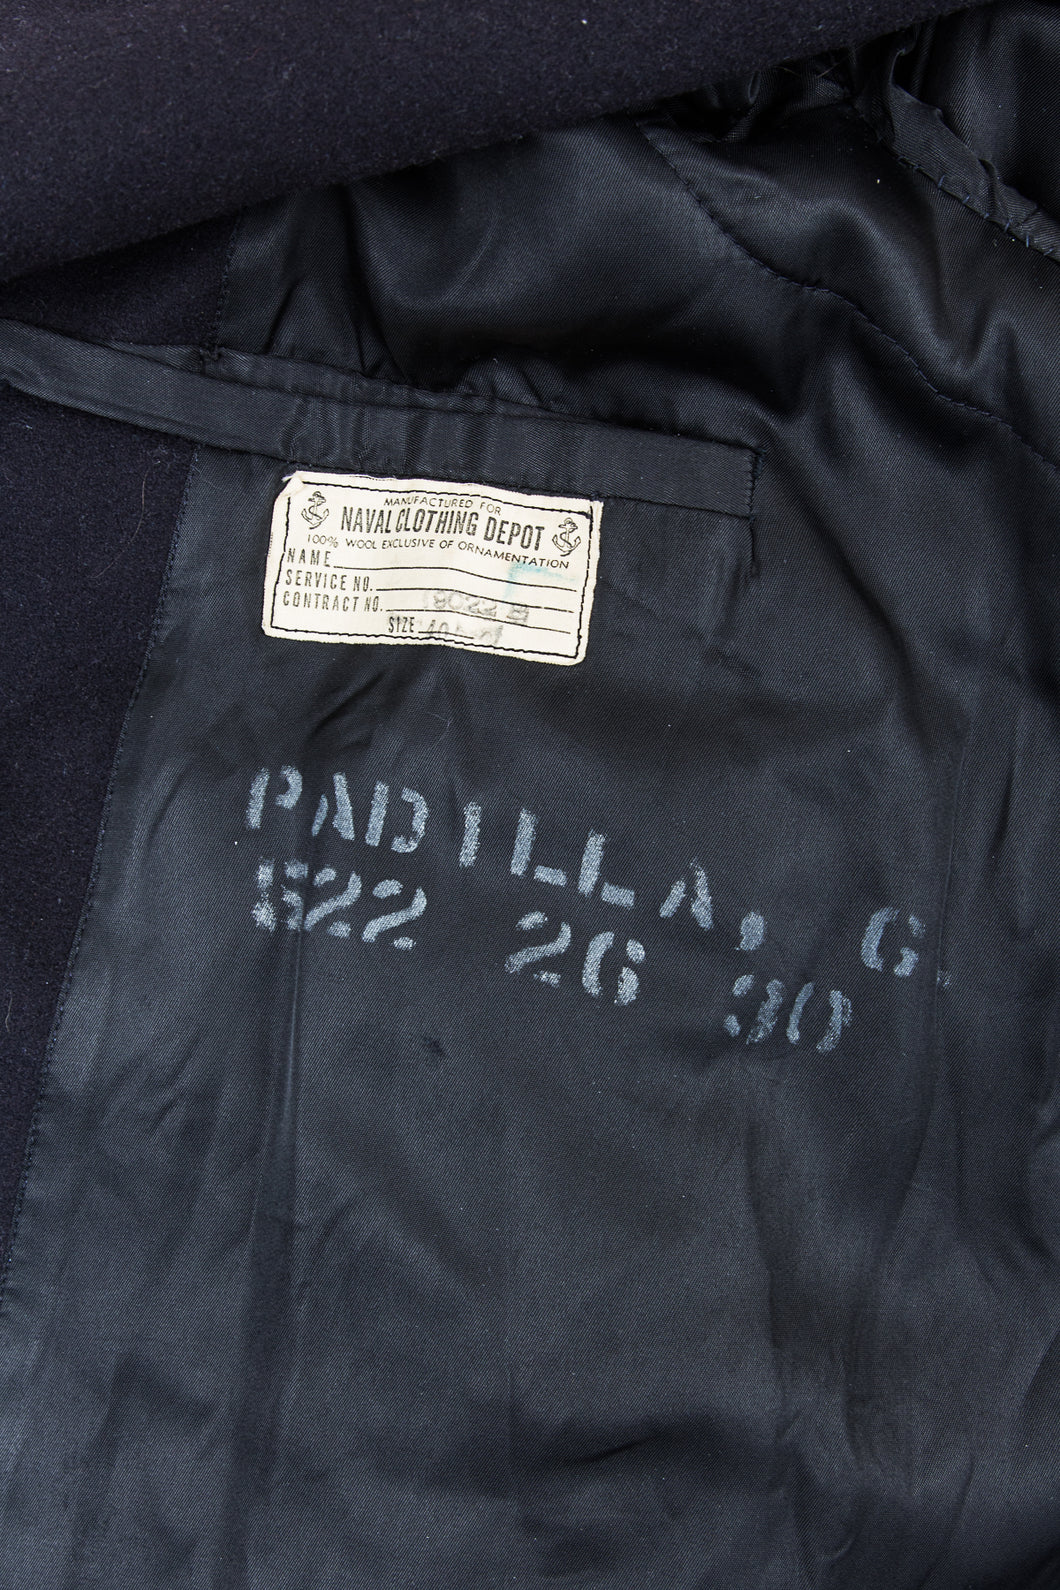 MANUFACTURED FOR
NAVAL CLOTHING DEPOT
100% WOOL EXCLUSIVE OF ORNAMENTATION
NAME
SERVICE NO.
CONTRACT NO. 9022
SIZE
PADILLA, G.
522 26 30